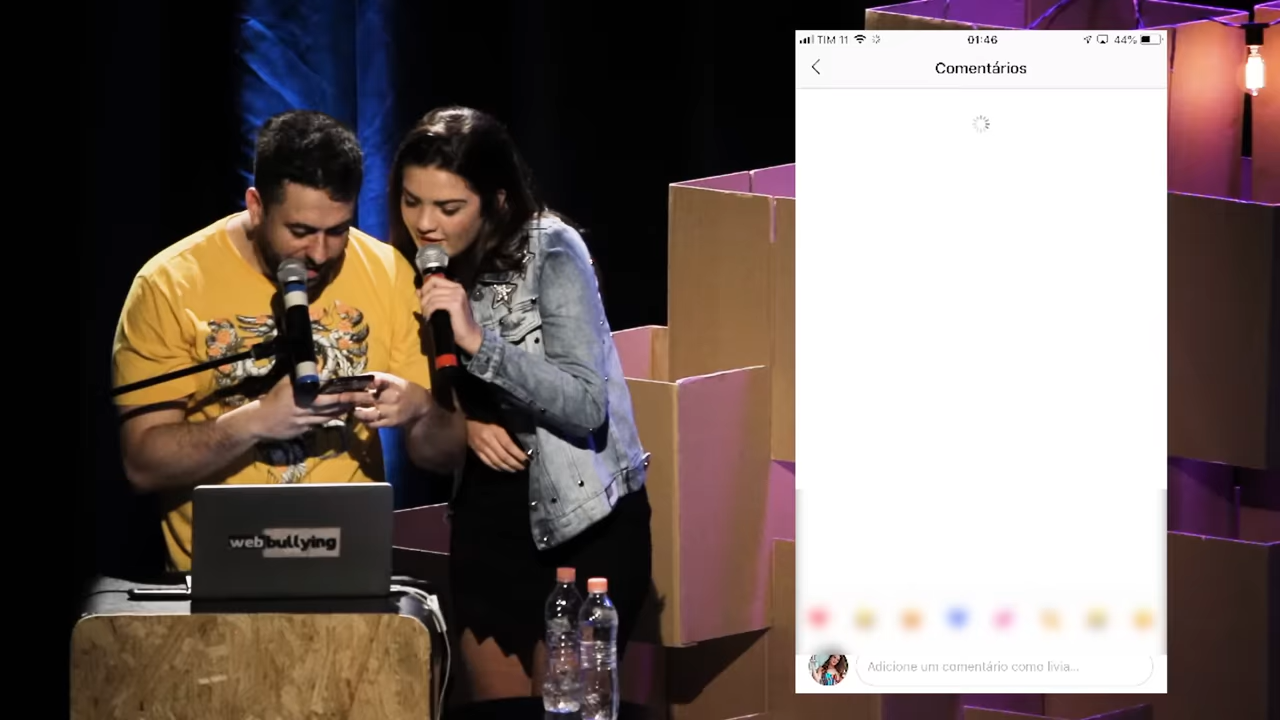 TIM 11 01:46 44%
Comentários
Adicione um comentário como livia...
webbullying